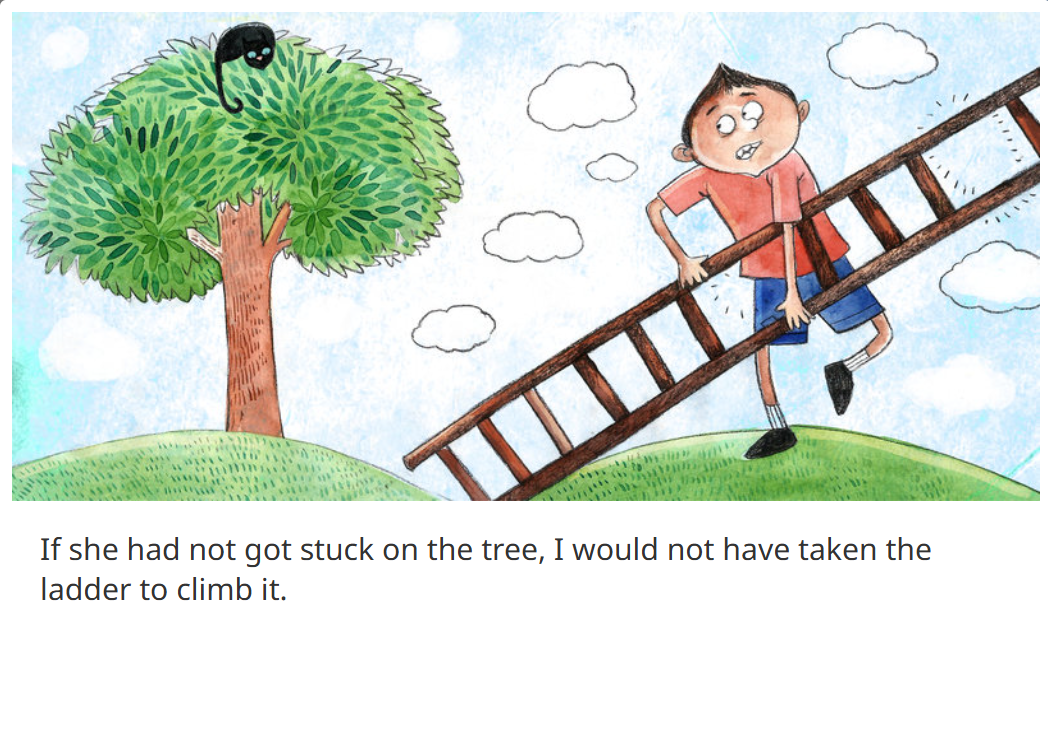 If she had not got stuck on the tree, I would not have taken the
ladder to climb it.